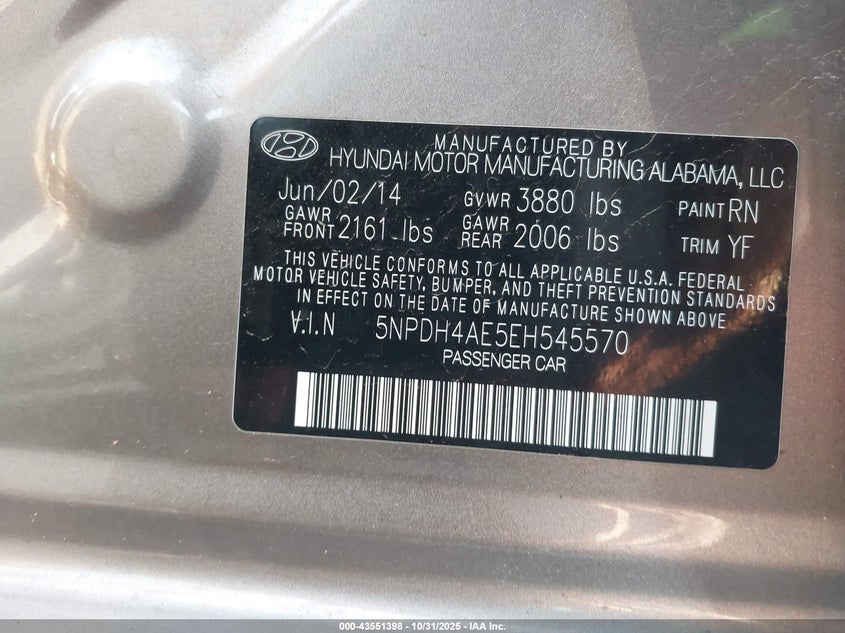 MANUFACTURED BY
HYUNDAI MOTOR MANUFACTURING ALABAMA, LLC
Jun/02/14 GVWR 3880 lbs PAINT RN
GAWR FRONT 2161 lbs GAWR REAR 2006 lbs TRIM YF
THIS VEHICLE CONFORMS TO ALL APPLICABLE U.S.A. FEDERAL
MOTOR VEHICLE SAFETY, BUMPER, AND THEFT PREVENTION STANDARDS
IN EFFECT ON THE DATE OF MANUFACTURE SHOWN ABOVE
V.I.N 5NPDH4AE5EH545570
PASSENGER CAR
000-43551398 - 10/31/2025 - IAA Inc.